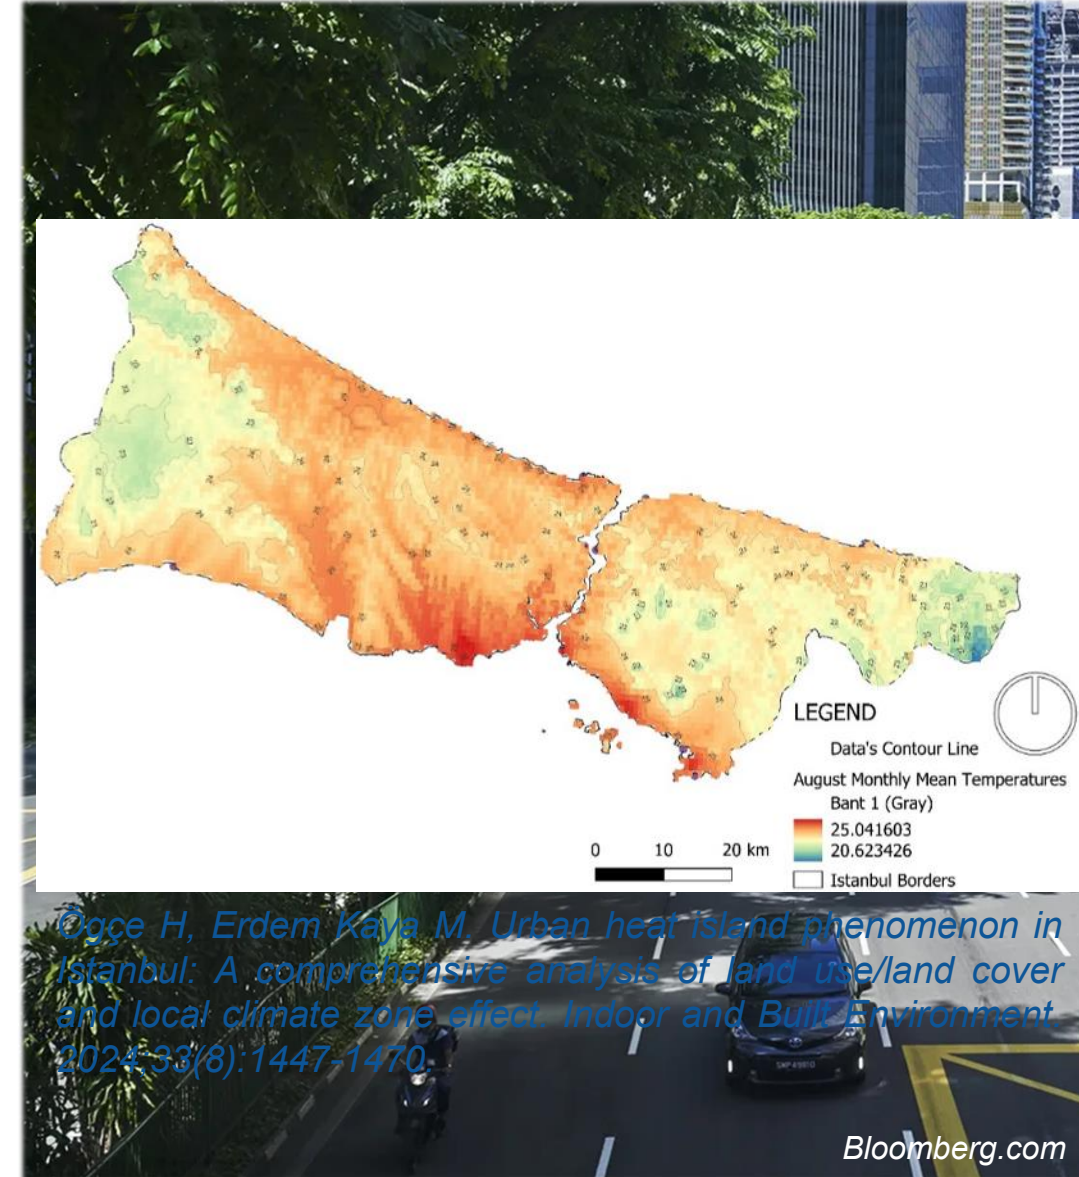 LEGEND
Data's Contour Line
August Monthly Mean Temperatures
Bant 1 (Gray)
25.041603
20.623426
Istanbul Borders
0 10 20 km
Ögçe H, Erdem Kaya M. Urban heat island phenomenon in
Istanbul: A comprehensive analysis of land use/land cover
and local climate zone effect. Indoor and Built Environment.
2024;33(8):1447-1470.
Bloomberg.com